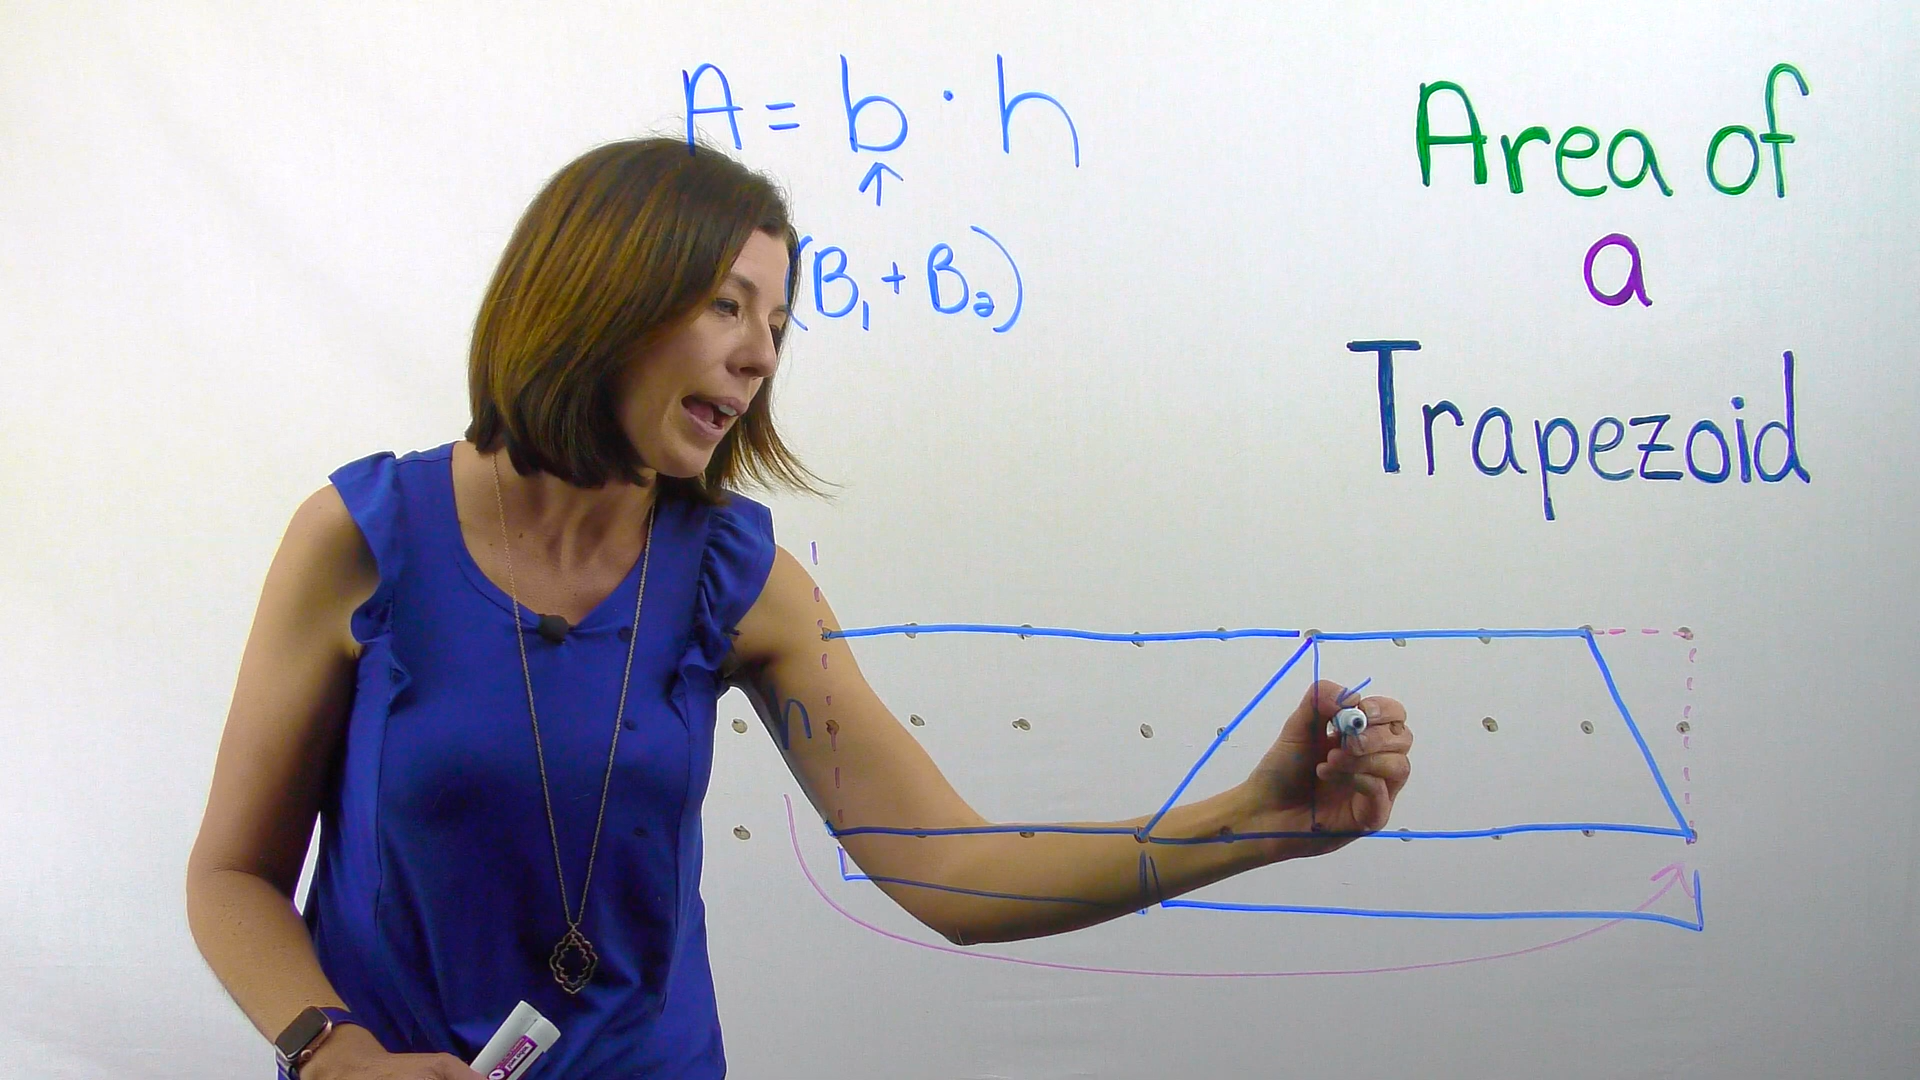 A = b · h
↑
(B₁ + B₂)
Area of
a
Trapezoid
h